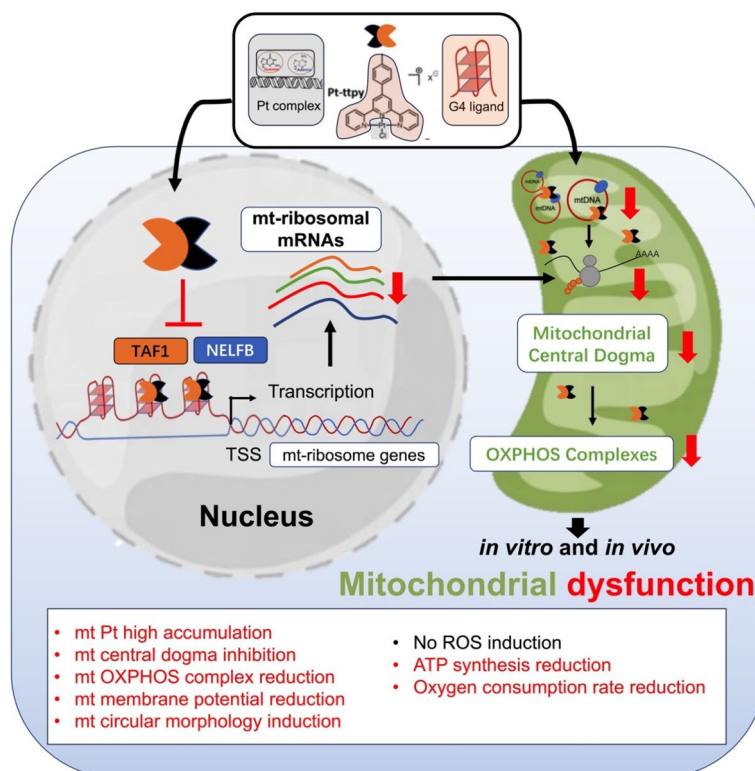 Pt complex
Pt-ttpy
N
N
N
Pt
Cl
X⊖
⊕
G4 ligand
mt-ribosomal
mRNAs
mtDNA
mtDNA
mtDNA
AAAA
TAF1
NELFB
Transcription
TSS
mt-ribosome genes
Nucleus
Mitochondrial
Central Dogma
OXPHOS Complexes
in vitro and in vivo
Mitochondrial dysfunction
• mt Pt high accumulation
• mt central dogma inhibition
• mt OXPHOS complex reduction
• mt membrane potential reduction
• mt circular morphology induction
• No ROS induction
• ATP synthesis reduction
• Oxygen consumption rate reduction